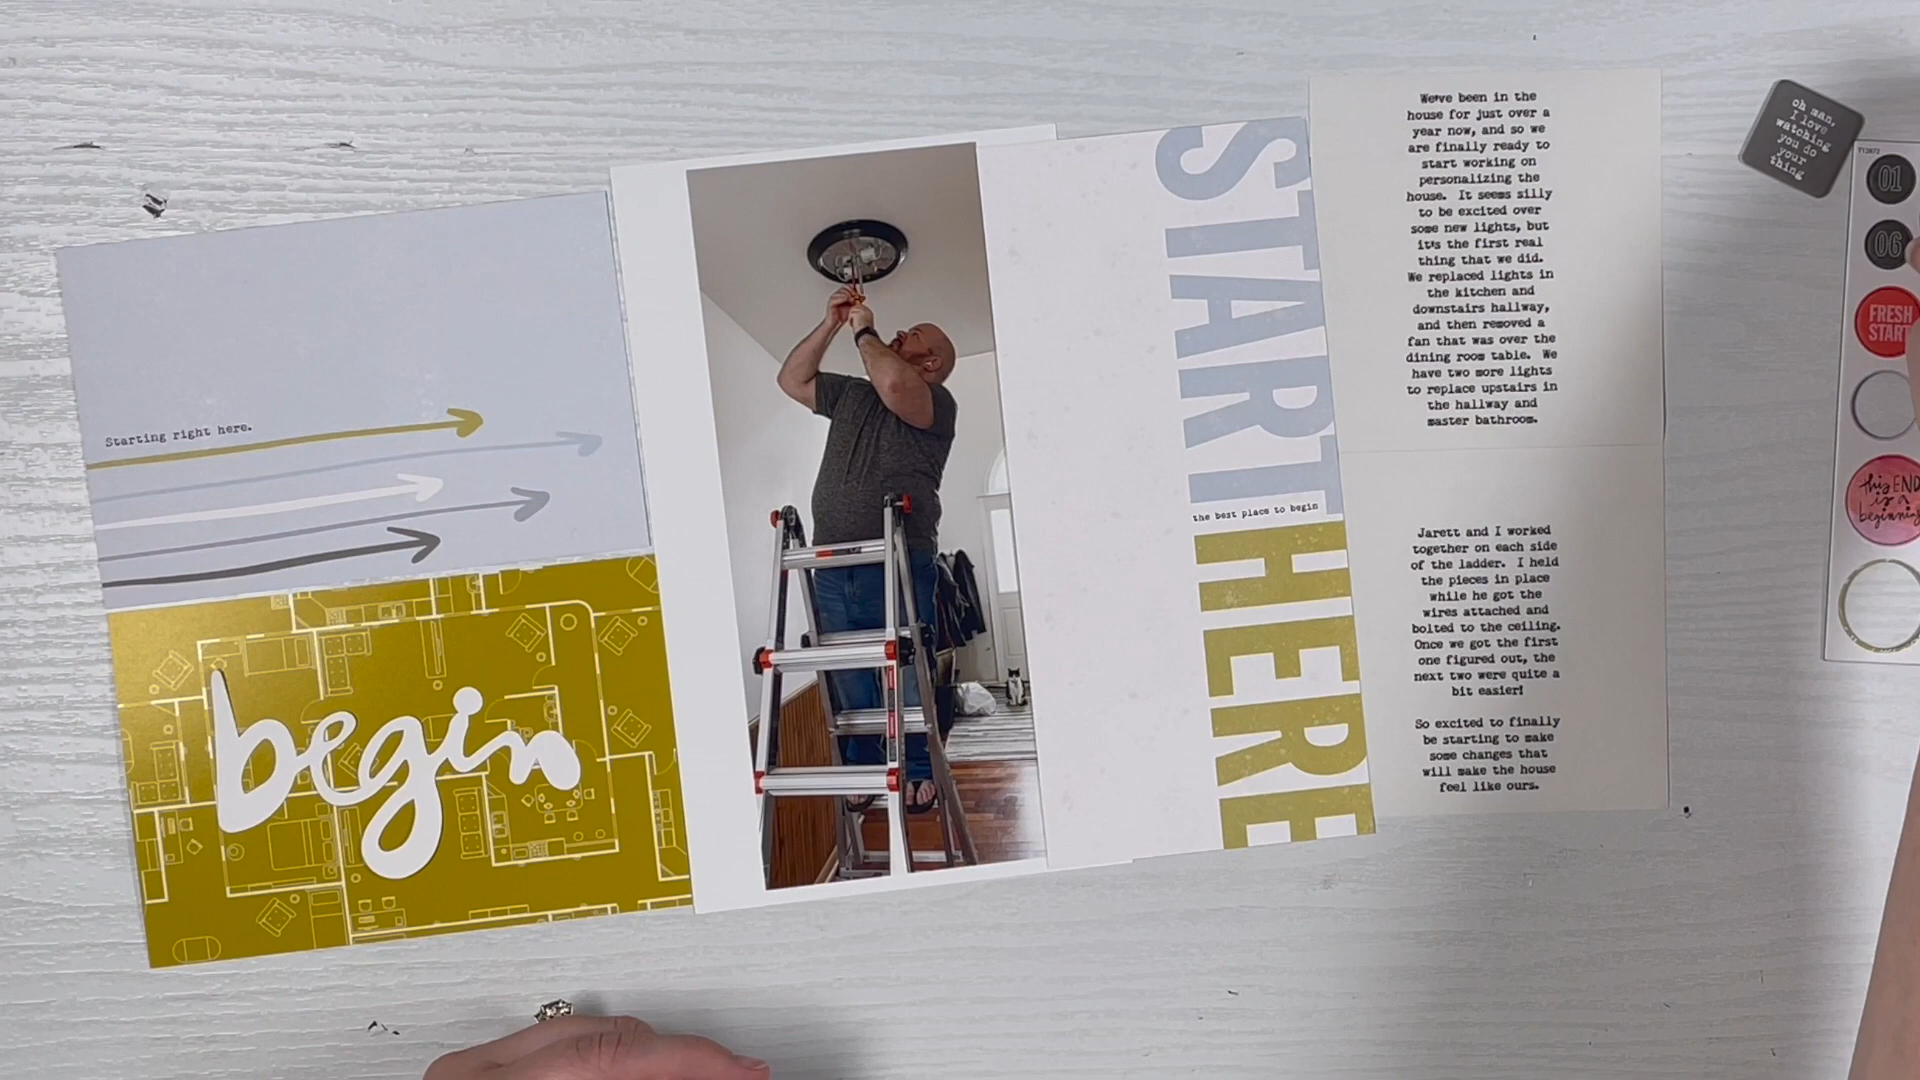 Starting right here.
begin
START
the best place to begin
HERE
We've been in the
house for just over a
year now, and so we
are finally ready to
start working on
personalizing the
house. It seems silly
to be excited over
some new lights, but
it's the first real
thing that we did.
We replaced lights in
the kitchen and
downstairs hallway,
and then removed a
fan that was over the
dining room table. We
have two more lights
to replace upstairs in
the hallway and
master bathroom.
Jarett and I worked
together on each side
of the ladder. I held
the pieces in place
while he got the
wires attached and
bolted to the ceiling.
Once we got the first
one figured out, the
next two were quite a
bit easier!
So excited to finally
be starting to make
some changes that
will make the house
feel like ours.
oh man,
I love
watching
you do
your
thing
01
06
FRESH
START
this END
is a
beginning